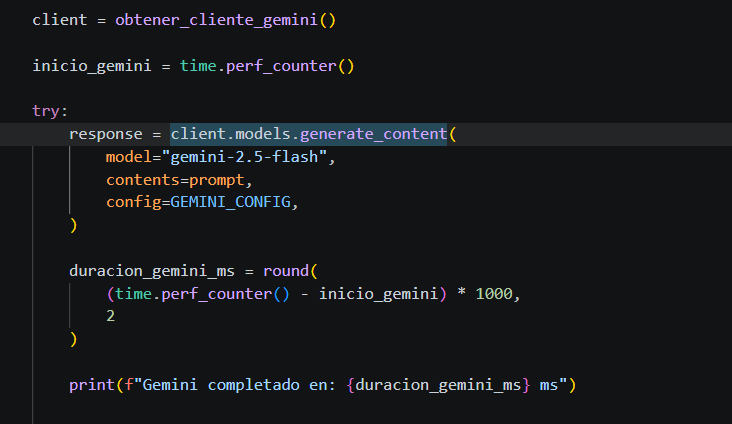 client = obtener_cliente_gemini()
inicio_gemini = time.perf_counter()
try:
response = client.models.generate_content(
model="gemini-2.5-flash",
contents=prompt,
config=GEMINI_CONFIG,
)
duracion_gemini_ms = round(
(time.perf_counter() - inicio_gemini) * 1000,
2
)
print(f"Gemini completado en: {duracion_gemini_ms} ms")